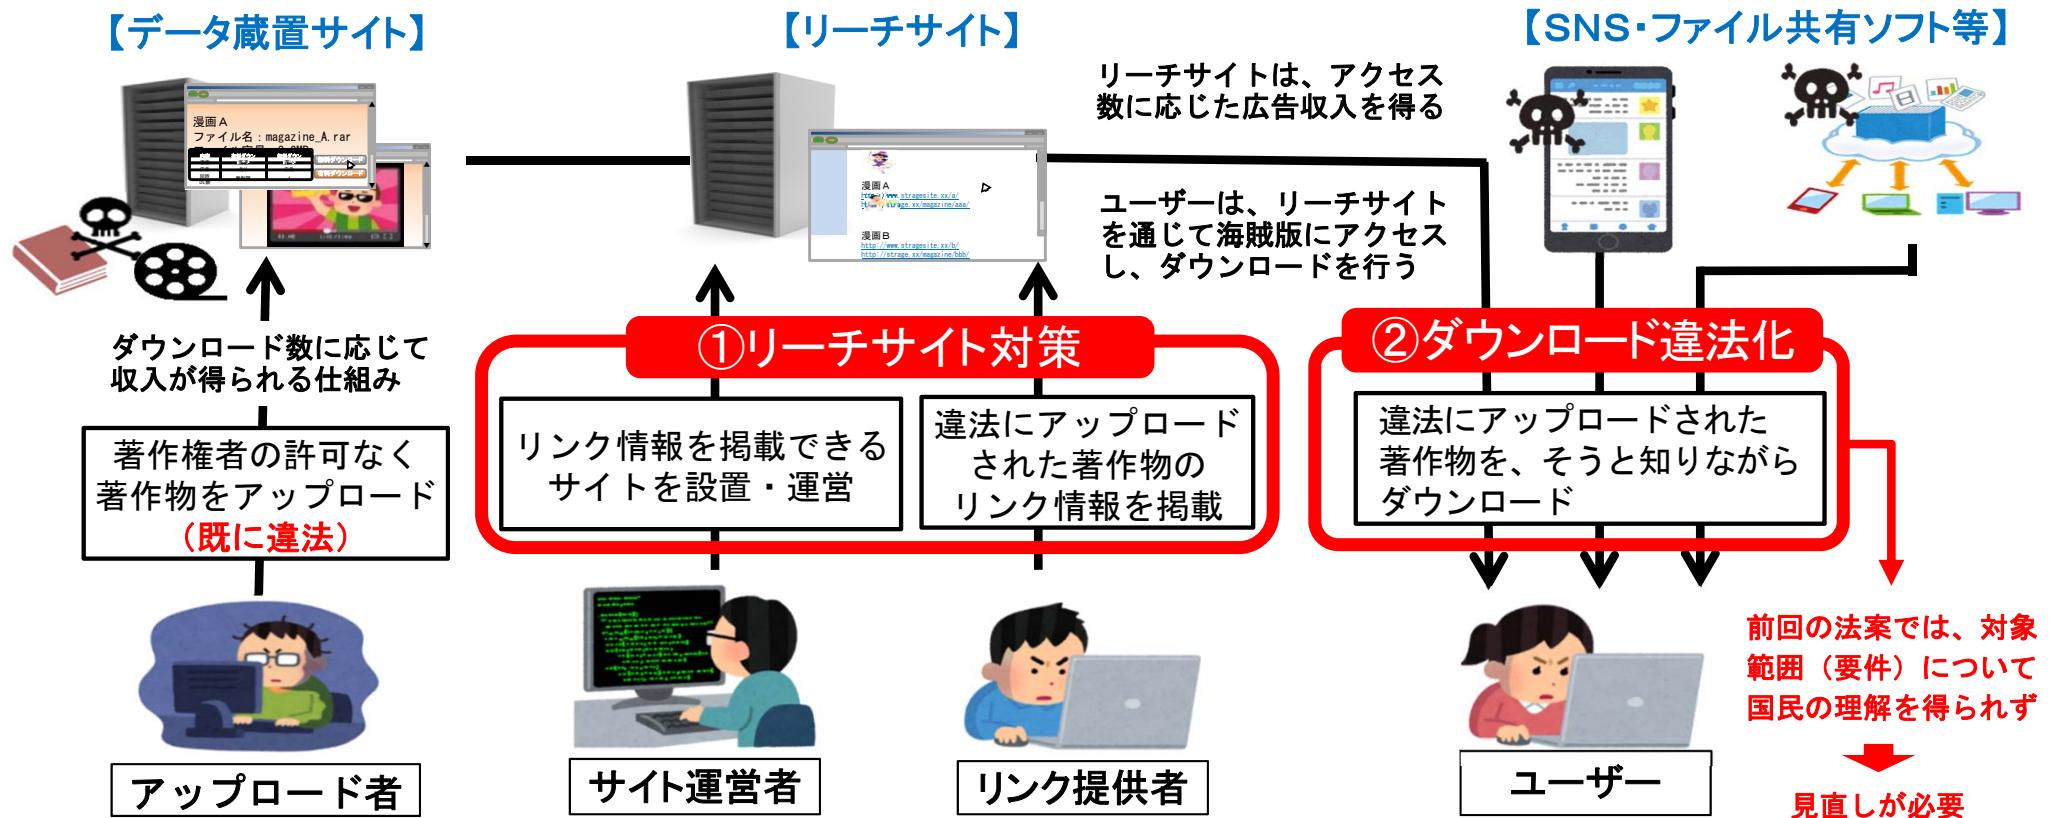 【データ蔵置サイト】
【リーチサイト】
【SNS・ファイル共有ソフト等】
漫画A
ファイル名：magazine_A.rar
漫画A
漫画B
http://www.stragesite.xx/b/
http://strage.xx/magazine/bbb/
リーチサイトは、アクセス
数に応じた広告収入を得る
ユーザーは、リーチサイト
を通じて海賊版にアクセス
し、ダウンロードを行う
ダウンロード数に応じて
収入が得られる仕組み
著作権者の許可なく
著作物をアップロード
（既に違法）
①リーチサイト対策
リンク情報を掲載できる
サイトを設置・運営
違法にアップロード
された著作物の
リンク情報を掲載
②ダウンロード違法化
違法にアップロードされた
著作物を、そうと知りながら
ダウンロード
前回の法案では、対象
範囲（要件）について
国民の理解を得られず
見直しが必要
アップロード者
サイト運営者
リンク提供者
ユーザー